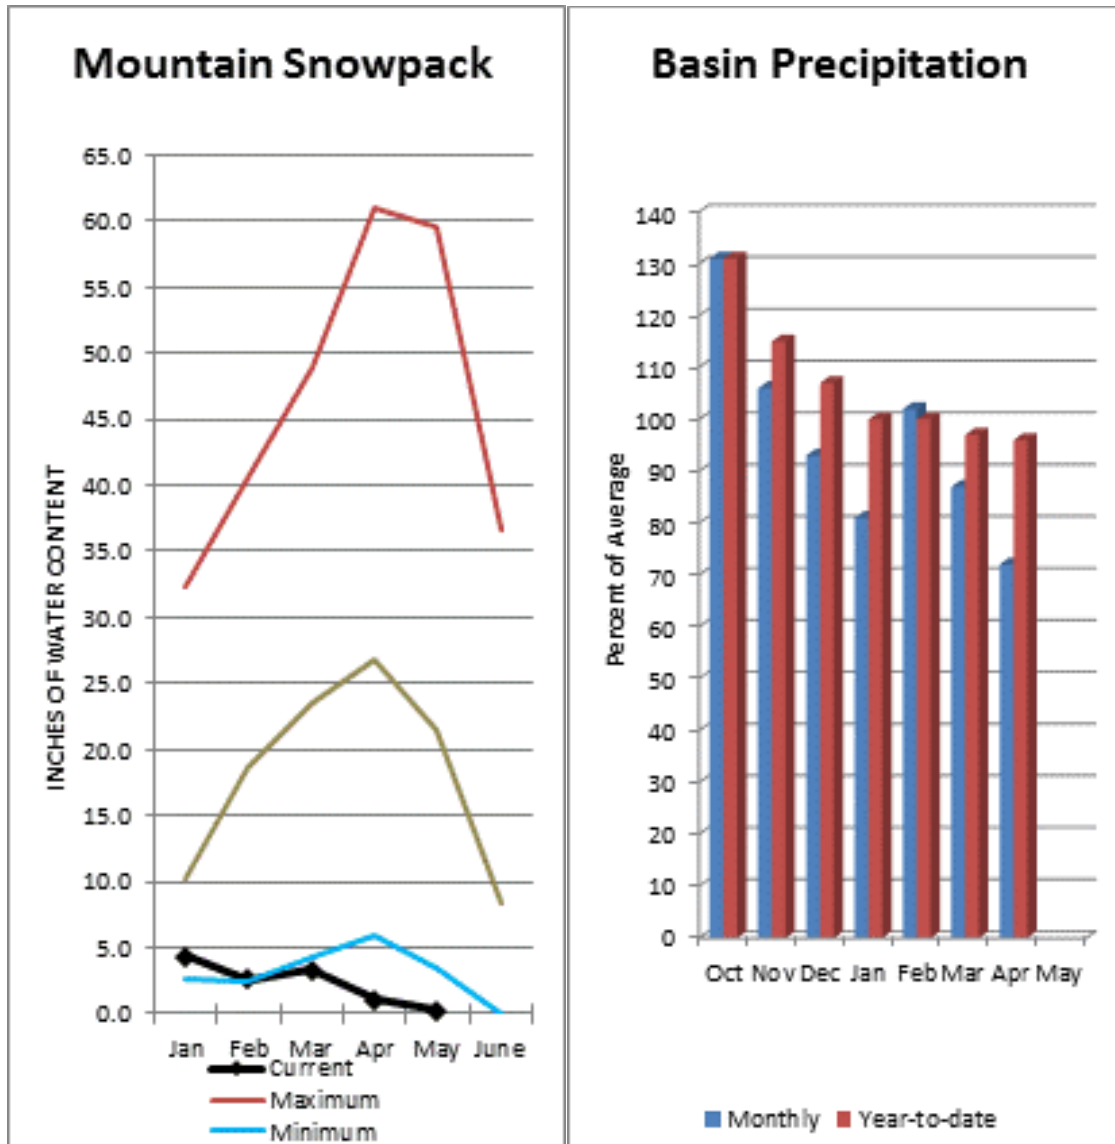 Mountain Snowpack
65.0
60.0
55.0
50.0
45.0
40.0
35.0
30.0
25.0
20.0
15.0
10.0
5.0
0.0
INCHES OF WATER CONTENT
Jan Feb Mar Apr May June
Current
Maximum
Minimum
Basin Precipitation
140
130
120
110
100
90
80
70
60
50
40
30
20
10
0
Percent of Average
Oct Nov Dec Jan Feb Mar Apr May
Monthly Year-to-date